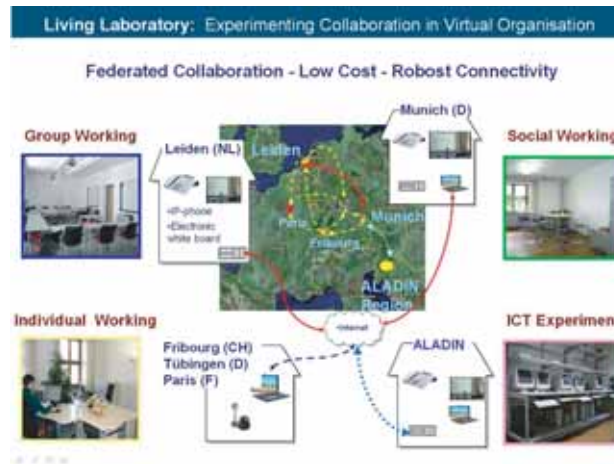 Living Laboratory: Experimenting Collaboration in Virtual Organisation
Federated Collaboration - Low Cost - Robost Connectivity
Group Working
Leiden (NL)
•IP-phone
•Electronic
white board
Munich (D)
Social Working
Leiden
Paris
Munich
Fribourg
ALADIN
Region
•Internet
Individual Working
Fribourg (CH)
Tübingen (D)
Paris (F)
ALADIN
ICT Experiment